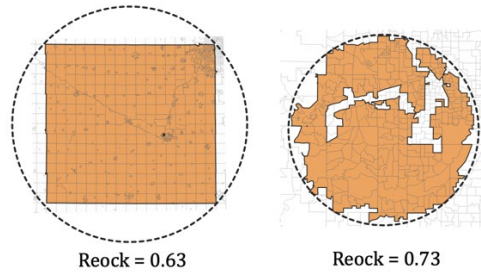 Reock = 0.63
Reock = 0.73